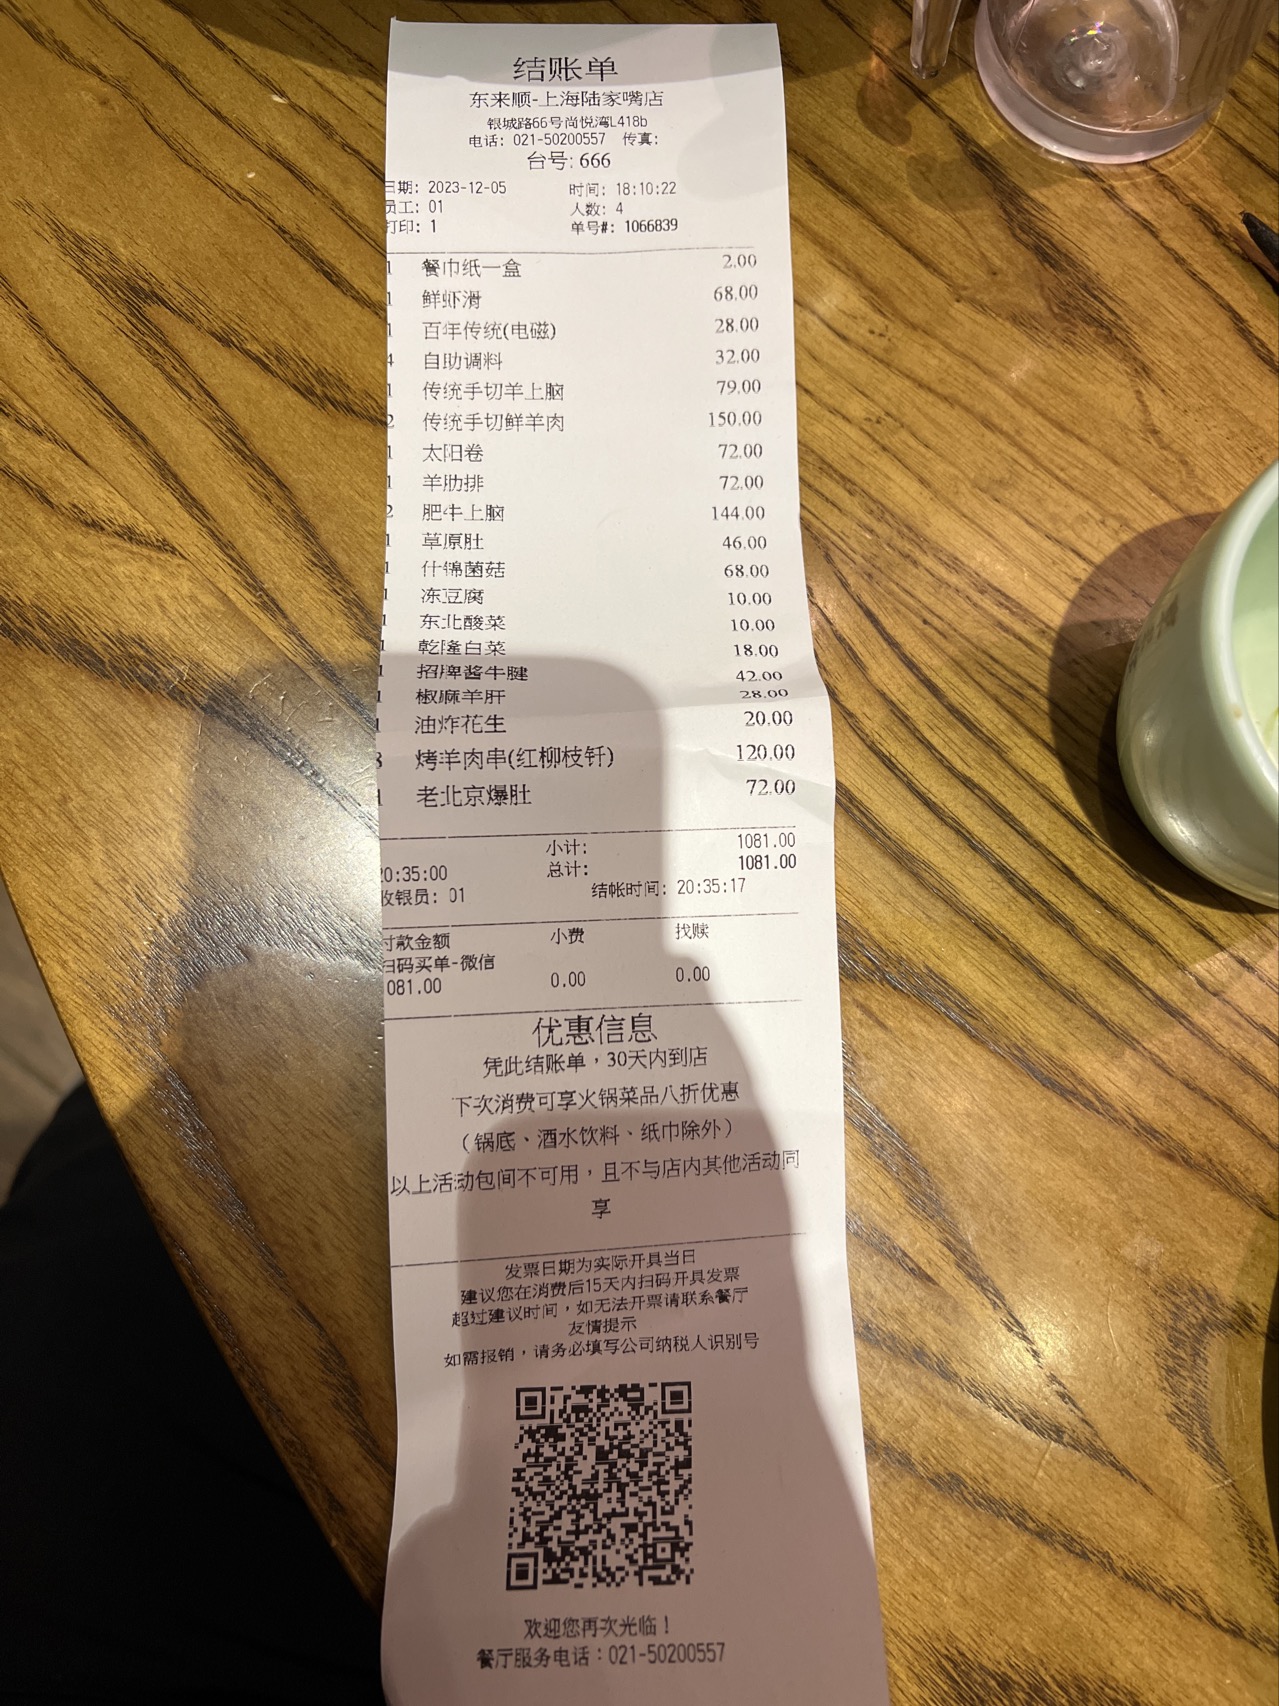 结账单
东来顺-上海陆家嘴店
银城路66号尚悦湾L418b
电话: 021-50200557 传真:
台号: 666
日期: 2023-12-05 时间: 18:10:22
员工: 01 人数: 4
打印: 1 单号#: 1066839
1 餐巾纸一盒 2.00
1 鲜虾滑 68.00
1 百年传统(电磁) 28.00
4 自助调料 32.00
1 传统手切羊上脑 79.00
2 传统手切鲜羊肉 150.00
1 太阳卷 72.00
1 羊肋排 72.00
2 肥牛上脑 144.00
1 草原肚 46.00
1 什锦菌菇 68.00
1 冻豆腐 10.00
1 东北酸菜 10.00
1 乾隆白菜 18.00
1 招牌酱牛腱 42.00
1 椒麻羊肝 28.00
1 油炸花生 20.00
8 烤羊肉串(红柳枝钎) 120.00
1 老北京爆肚 72.00
小计: 1081.00
总计: 1081.00
20:35:00
收银员: 01 结帐时间: 20:35:17
付款金额 小费 找赎
扫码买单-微信
081.00 0.00 0.00
优惠信息
凭此结账单，30天内到店
下次消费可享火锅菜品八折优惠
（锅底、酒水饮料、纸巾除外）
以上活动包间不可用，且不与店内其他活动同
享
发票日期为实际开具当日
建议您在消费后15天内扫码开具发票
超过建议时间，如无法开票请联系餐厅
友情提示
如需报销，请务必填写公司纳税人识别号
欢迎您再次光临！
餐厅服务电话：021-50200557